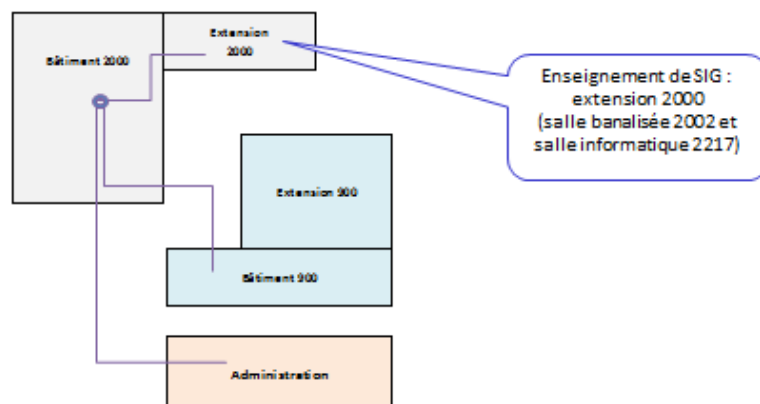 Bâtiment 2000
Extension
2000
Enseignement de SIG :
extension 2000
(salle banalisée 2002 et
salle informatique 2217)
Extension 900
Bâtiment 900
Administration